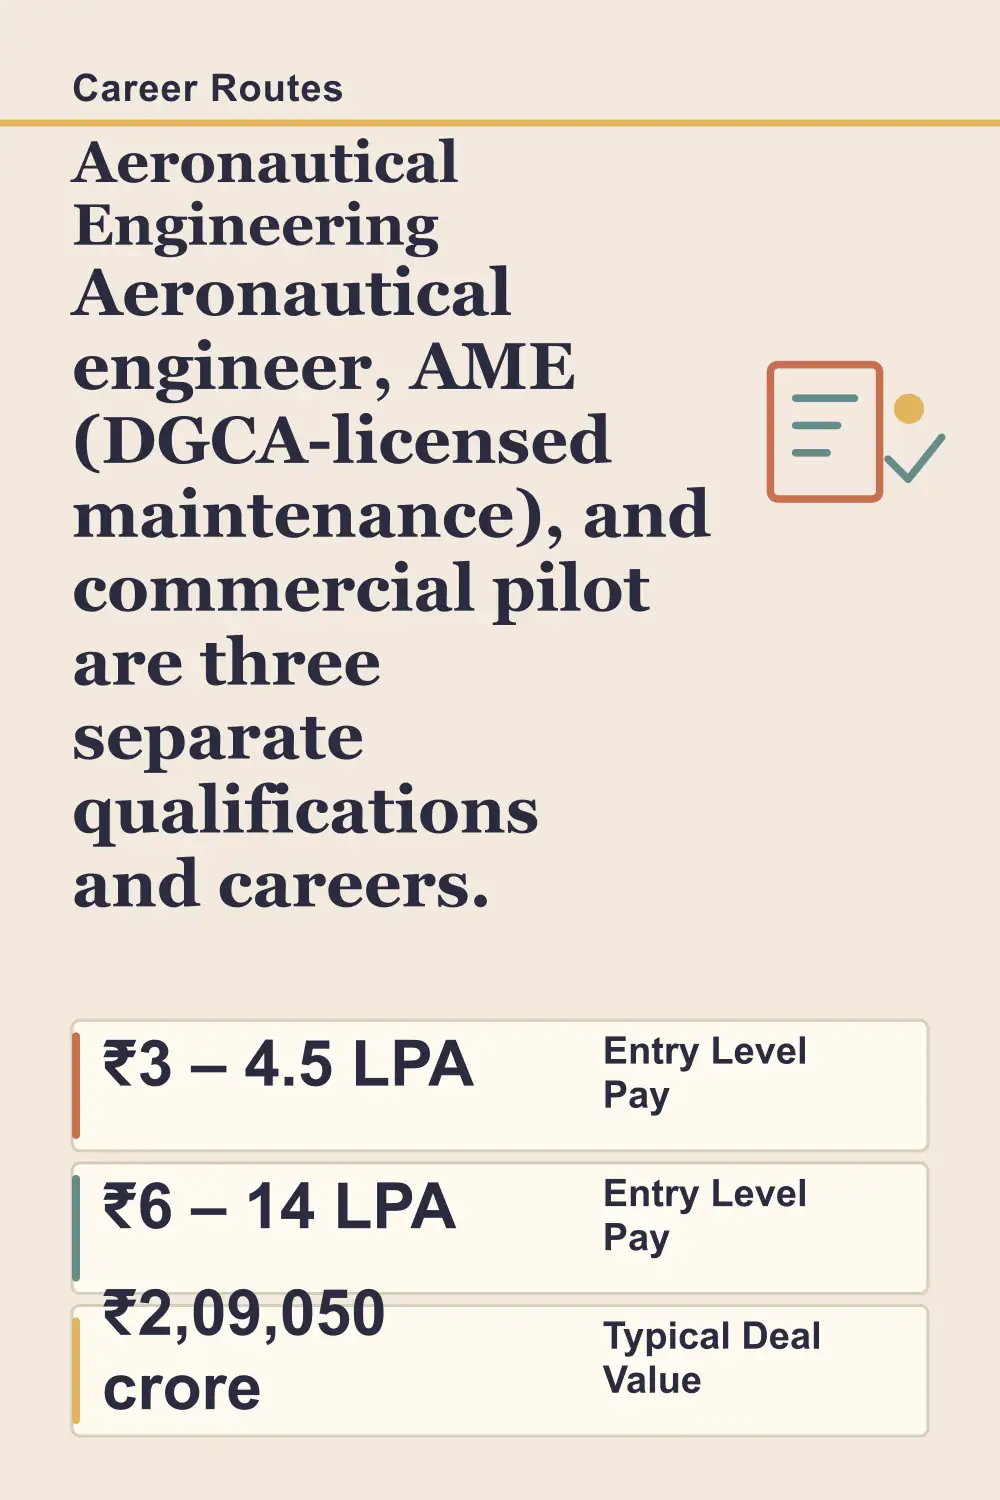 Career Routes
Aeronautical
Engineering
Aeronautical
engineer, AME
(DGCA-licensed
maintenance), and
commercial pilot
are three
separate
qualifications
and careers.
₹3 – 4.5 LPA
Entry Level
Pay
₹6 – 14 LPA
Entry Level
Pay
₹2,09,050
crore
Typical Deal
Value